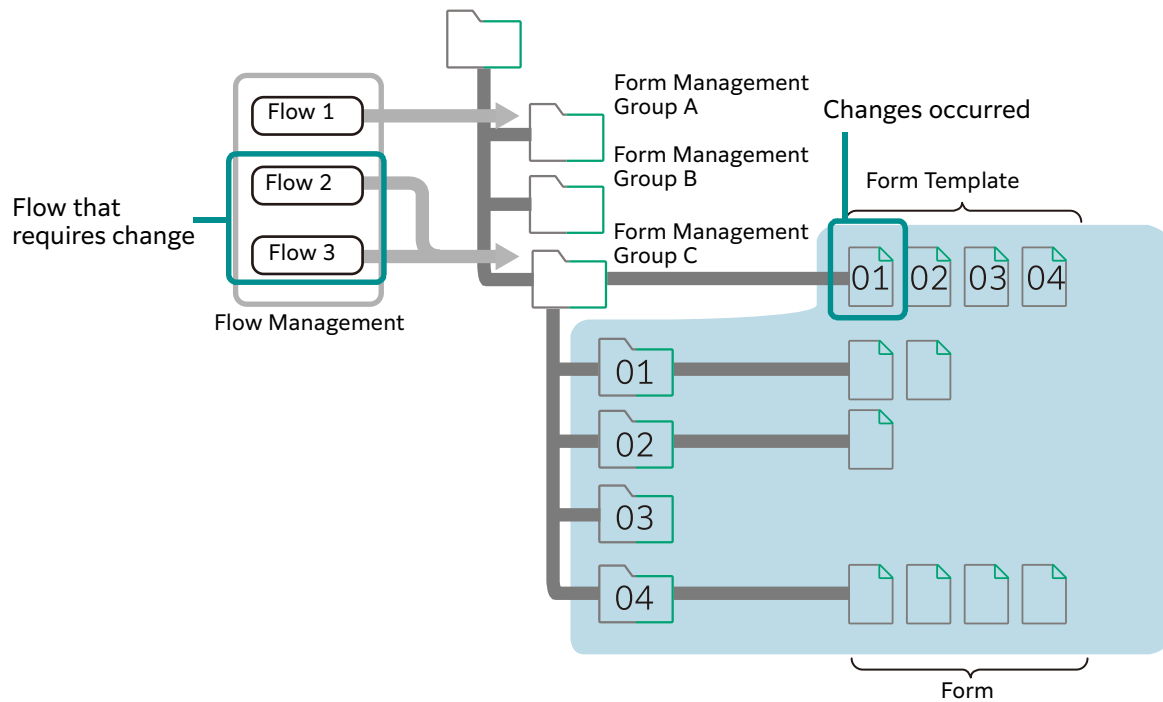 Form Management
Group A
Changes occurred
Flow 1
Form Management
Group B
Form Template
Flow 2
Flow that
requires change
Form Management
Group C
Flow 3
01
02
03
04
Flow Management
01
02
03
04
Form